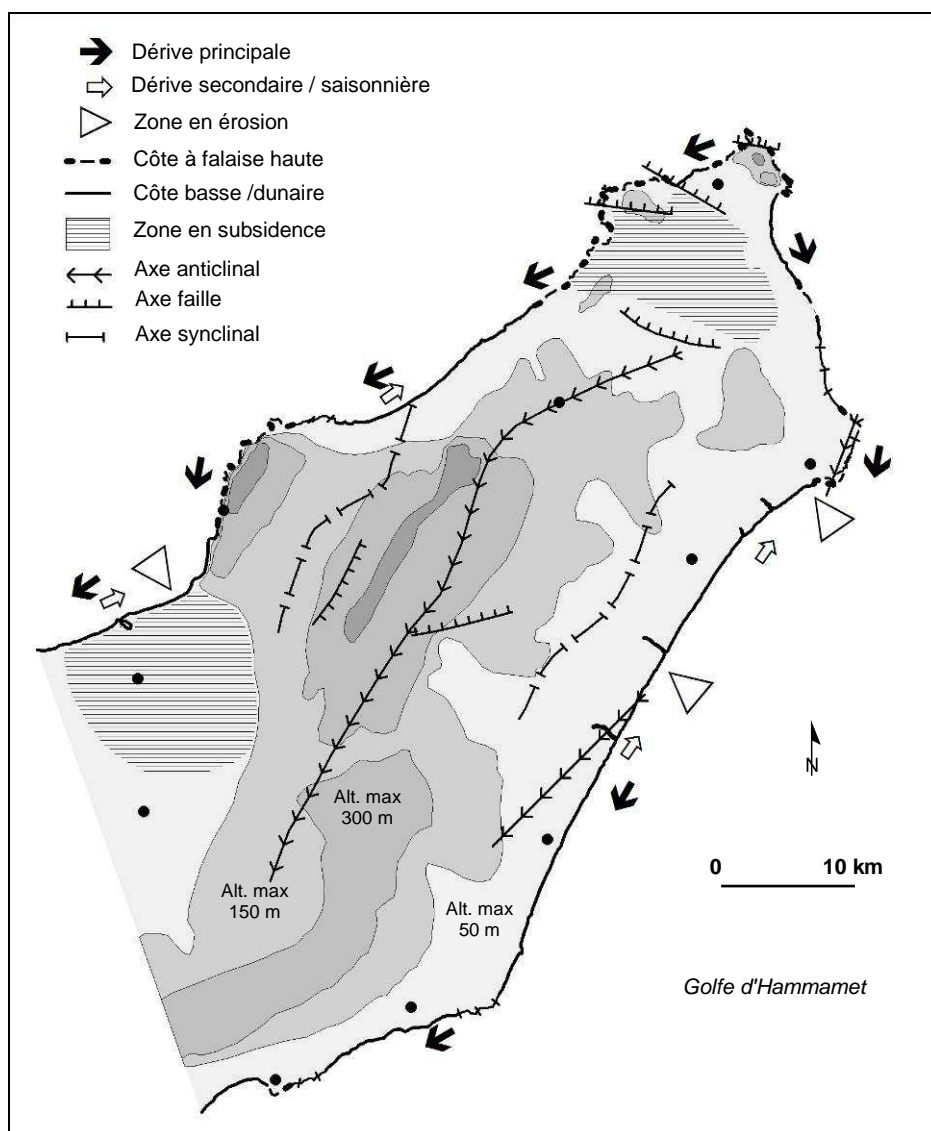 Dérive principale
Dérive secondaire / saisonnière
Zone en érosion
Côte à falaise haute
Côte basse /dunaire
Zone en subsidence
Axe anticlinal
Axe faille
Axe synclinal
N
Alt. max
300 m
0 10 km
Alt. max
150 m
Alt. max
50 m
Golfe d'Hammamet